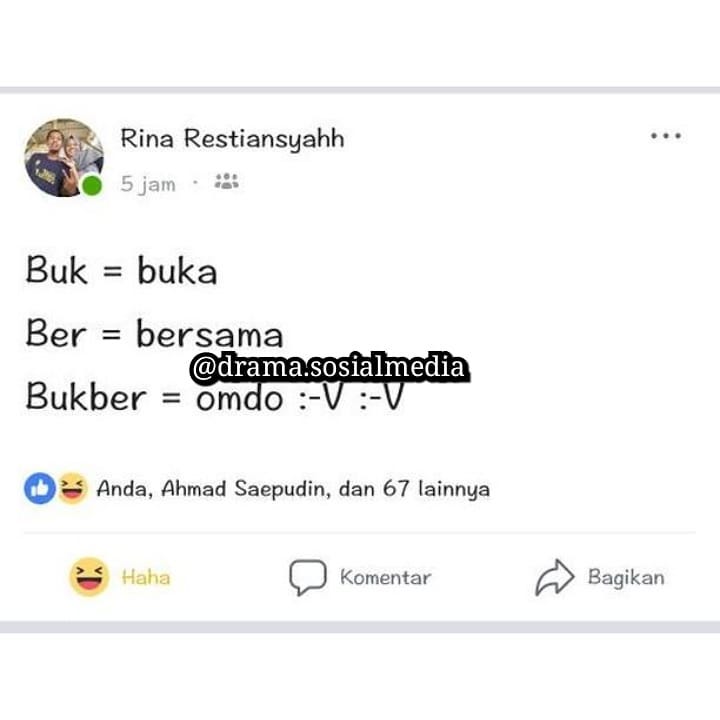 Rina Restiansyahh
5 jam
Buk = buka
Ber = bersama
@drama.sosialmedia
Bukber = omdo :-V :-V
Anda, Ahmad Saepudin, dan 67 lainnya
Haha
Komentar
Bagikan